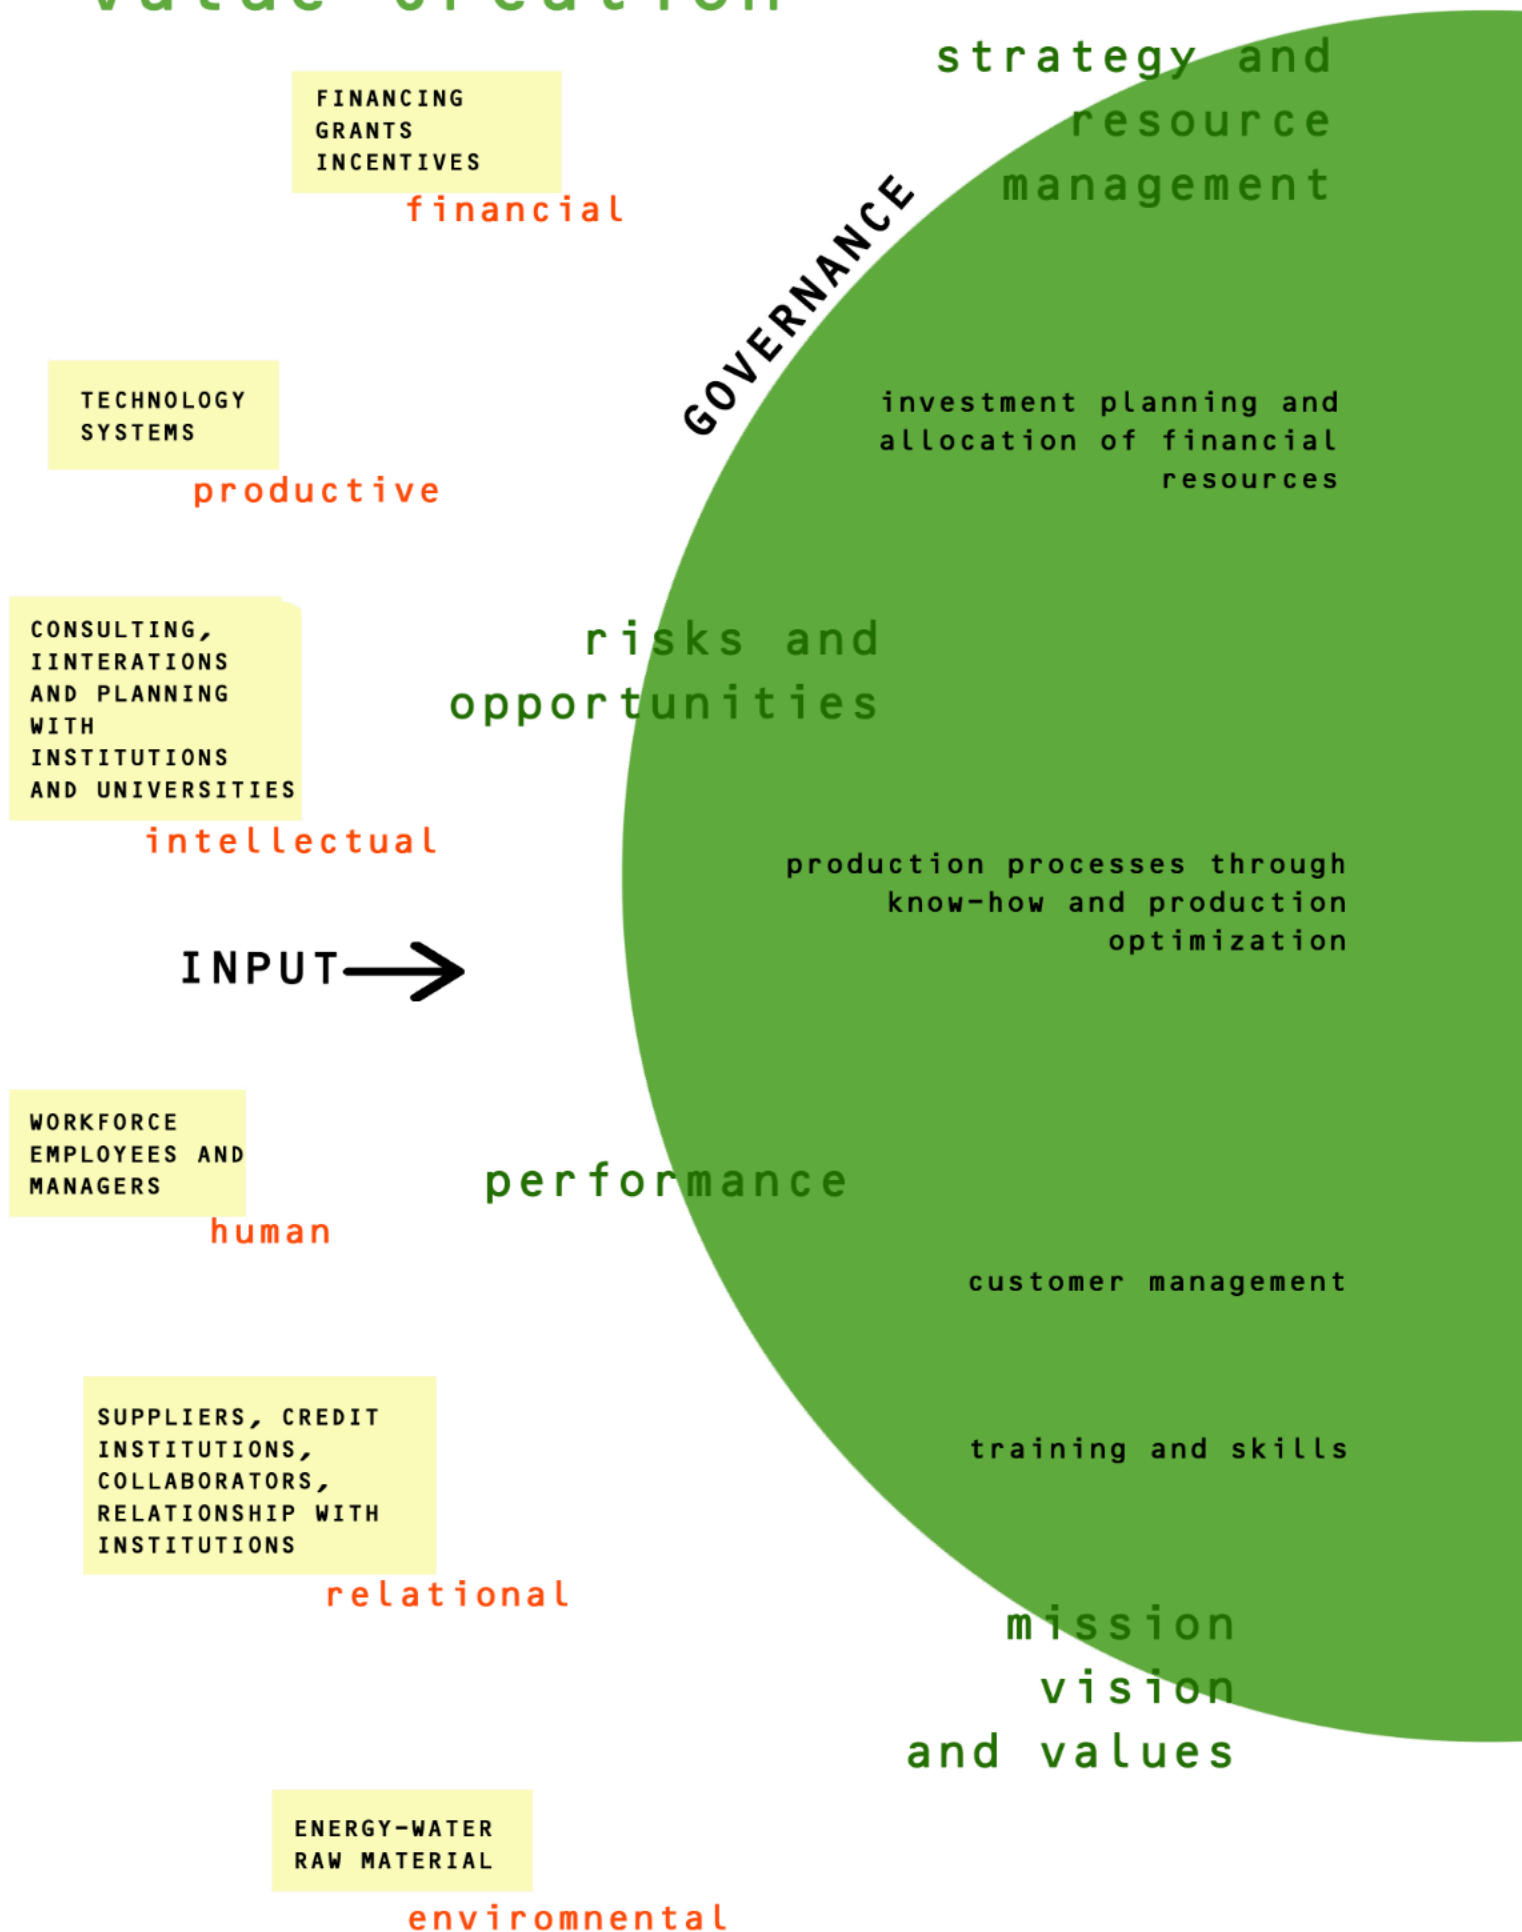 value creation
FINANCING
GRANTS
INCENTIVES
financial
TECHNOLOGY
SYSTEMS
productive
CONSULTING,
IINTERATIONS
AND PLANNING
WITH
INSTITUTIONS
AND UNIVERSITIES
intellectual
INPUT
WORKFORCE
EMPLOYEES AND
MANAGERS
human
SUPPLIERS, CREDIT
INSTITUTIONS,
COLLABORATORS,
RELATIONSHIP WITH
INSTITUTIONS
relational
ENERGY-WATER
RAW MATERIAL
enviromnental
GOVERNANCE
strategy and
resource
management
investment planning and
allocation of financial
resources
risks and
opportunities
production processes through
know-how and production
optimization
performance
customer management
training and skills
mission
vision
and values